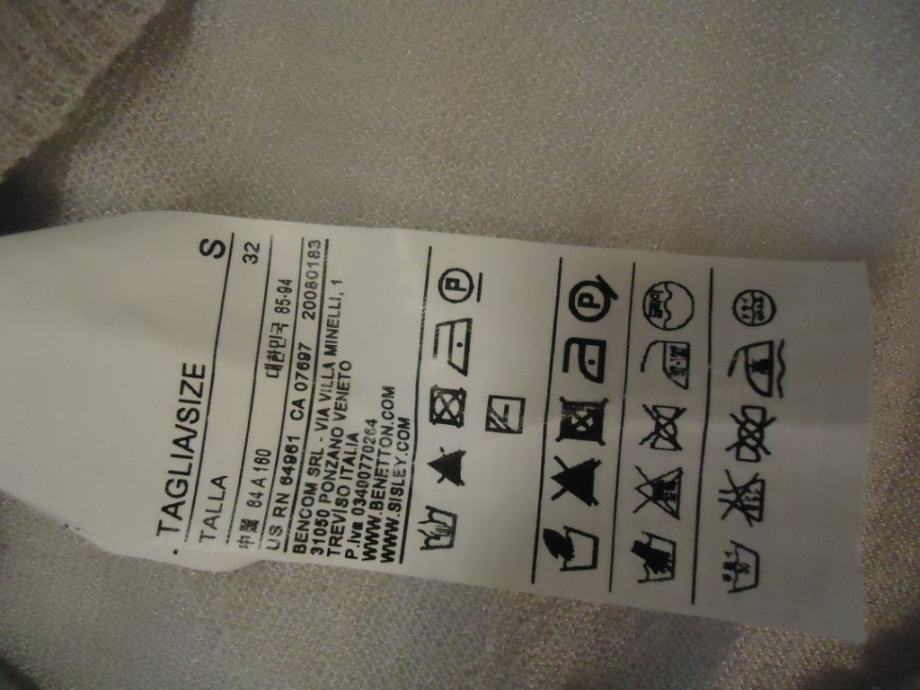 TAGLIA/SIZE S
TALLA 32
中国 84 A 160 대한민국 85-94
US RN 64961 CA 07697 20080183
BENCOM SRL - VIA VILLA MINELLI, 1
31050 PONZANO VENETO
TREVISO ITALIA
P.Iva 03400770264
WWW.BENETTON.COM
WWW.SISLEY.COM
P
P